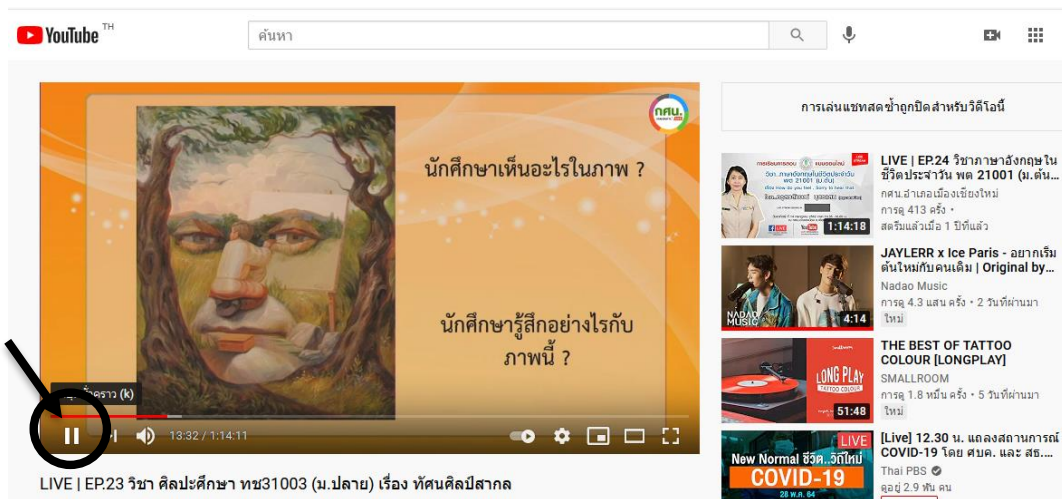 YouTube TH
ค้นหา
กศน.
นักศึกษาเห็นอะไรในภาพ ?
นักศึกษารู้สึกอย่างไรกับ
ภาพนี้ ?
(k)
13:32 / 1:14:11
LIVE | EP.23 วิชา ศิลปะศึกษา ทช31003 (ม.ปลาย) เรื่อง ทัศนศิลป์สากล
การเล่นแชทสดซ้ำถูกปิดสำหรับวิดีโอนี้
1:14:18
LIVE | EP.24 วิชาภาษาอังกฤษใน
ชีวิตประจำวัน พต 21001 (ม.ต้น...
กศน.อำเภอเมืองเชียงใหม่
การดู 413 ครั้ง •
สตรีมแล้วเมื่อ 1 ปีที่แล้ว
NADAO
MUSIC
4:14
JAYLERR x Ice Paris - อยากเริ่ม
ต้นใหม่กับคนเดิม | Original by...
Nadao Music
การดู 4.3 แสน ครั้ง • 2 วันที่ผ่านมา
ใหม่
LONG PLAY
TATTOO COLOUR
51:48
THE BEST OF TATTOO
COLOUR [LONGPLAY]
SMALLROOM
การดู 1.8 หมื่น ครั้ง • 5 วันที่ผ่านมา
ใหม่
LIVE
New Normal ชีวิต..วิถีใหม่
COVID-19
28 พ.ค. 64
[Live] 12.30 น. แถลงสถานการณ์
COVID-19 โดย ศบค. และ สธ....
Thai PBS
ดูอยู่ 2.9 พัน คน